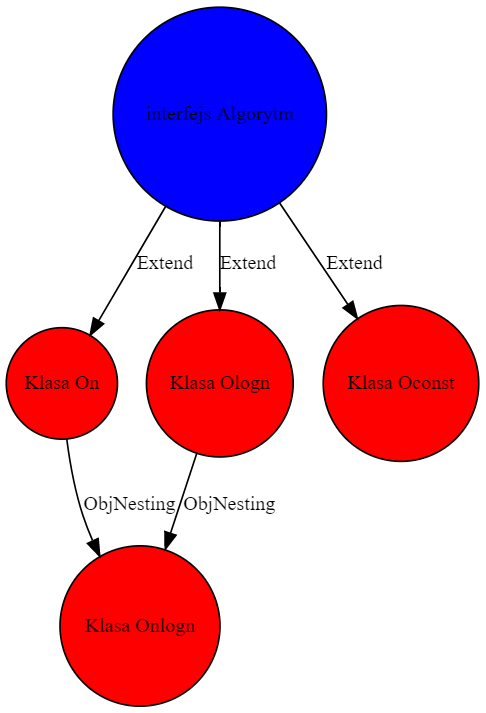 interfejs Algorytm
Extend
Extend
Extend
Klasa On
Klasa Ologn
Klasa Oconst
ObjNesting
ObjNesting
Klasa Onlogn